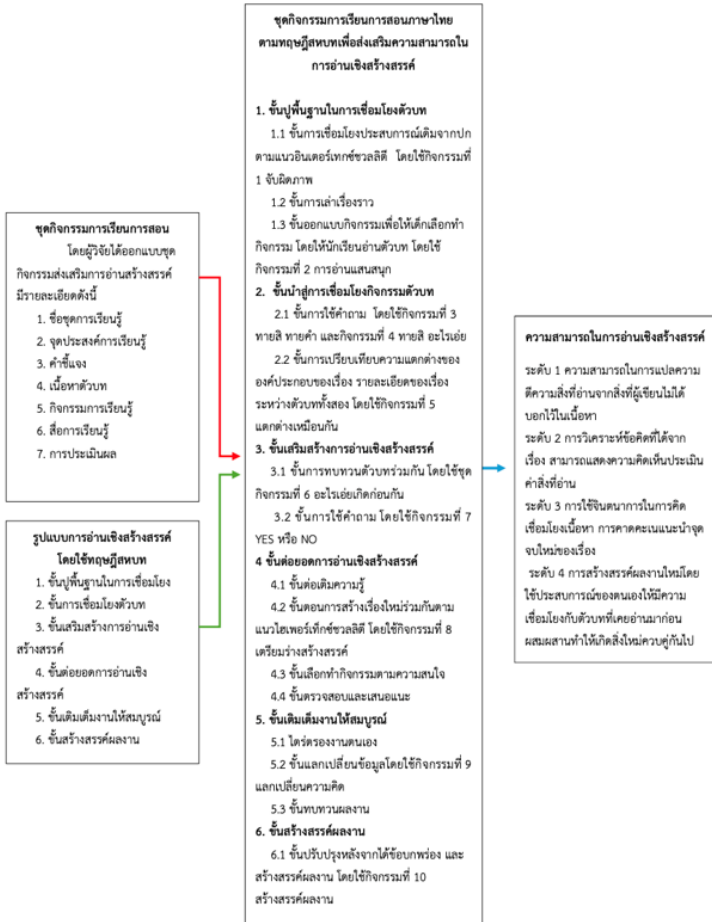 ชุดกิจกรรมการเรียนการสอน
โดยผู้วิจัยได้ออกแบบชุด
กิจกรรมส่งเสริมการอ่านสร้างสรรค์
มีรายละเอียดดังนี้
1. ชื่อชุดการเรียนรู้
2. จุดประสงค์การเรียนรู้
3. คำชี้แจง
4. เนื้อหาตัวบท
5. กิจกรรมการเรียนรู้
6. สื่อการเรียนรู้
7. การประเมินผล
รูปแบบการอ่านเชิงสร้างสรรค์
โดยใช้ทฤษฎีสหบท
1. ขั้นปูพื้นฐานในการเชื่อมโยง
2. ขั้นการเชื่อมโยงตัวบท
3. ขั้นเสริมสร้างการอ่านเชิง
สร้างสรรค์
4. ขั้นต่อยอดการอ่านเชิง
สร้างสรรค์
5. ขั้นเติมเต็มงานให้สมบูรณ์
6. ขั้นสร้างสรรค์ผลงาน
ชุดกิจกรรมการเรียนการสอนภาษาไทย
ตามทฤษฎีสหบทเพื่อส่งเสริมความสามารถใน
การอ่านเชิงสร้างสรรค์
1. ขั้นปูพื้นฐานในการเชื่อมโยงตัวบท
1.1 ขั้นการเชื่อมโยงประสบการณ์เดิมจากปก
ตามแนวอินเตอร์เทกซ์ชวลลิตี โดยใช้กิจกรรมที่
1 จับผิดภาพ
1.2 ขั้นการเล่าเรื่องราว
1.3 ขั้นออกแบบกิจกรรมเพื่อให้เด็กเลือกทำ
กิจกรรม โดยให้นักเรียนอ่านตัวบท โดยใช้
กิจกรรมที่ 2 การอ่านแสนสนุก
2. ขั้นนำสู่การเชื่อมโยงกิจกรรมตัวบท
2.1 ขั้นการใช้คำถาม โดยใช้กิจกรรมที่ 3
ทายสิ ทายคำ และกิจกรรมที่ 4 ทายสิ อะไรเอ่ย
2.2 ขั้นการเปรียบเทียบความแตกต่างของ
องค์ประกอบของเรื่อง รายละเอียดของเรื่อง
ระหว่างตัวบททั้งสอง โดยใช้กิจกรรมที่ 5
แตกต่างเหมือนกัน
3. ขั้นเสริมสร้างการอ่านเชิงสร้างสรรค์
3.1 ขั้นการทบทวนตัวบทร่วมกัน โดยใช้ชุด
กิจกรรมที่ 6 อะไรเอ่ยเกิดก่อนกัน
3.2 ขั้นการใช้คำถาม โดยใช้กิจกรรมที่ 7
YES หรือ NO
4 ขั้นต่อยอดการอ่านเชิงสร้างสรรค์
4.1 ขั้นต่อเติมความรู้
4.2 ขั้นตอนการสร้างเรื่องใหม่ร่วมกันตาม
แนวไฮเพอร์เท็กซ์ชวลลิตี โดยใช้กิจกรรมที่ 8
เตรียมร่างสร้างสรรค์
4.3 ขั้นเลือกทำกิจกรรมตามความสนใจ
4.4 ขั้นตรวจสอบและเสนอแนะ
5. ขั้นเติมเต็มงานให้สมบูรณ์
5.1 ไตร่ตรองงานตนเอง
5.2 ขั้นแลกเปลี่ยนข้อมูลโดยใช้กิจกรรมที่ 9
แลกเปลี่ยนความคิด
5.3 ขั้นทบทวนผลงาน
6. ขั้นสร้างสรรค์ผลงาน
6.1 ขั้นปรับปรุงหลังจากได้ข้อบกพร่อง และ
สร้างสรรค์ผลงาน โดยใช้กิจกรรมที่ 10
สร้างสรรค์ผลงาน
ความสามารถในการอ่านเชิงสร้างสรรค์
ระดับ 1 ความสามารถในการแปลความ
ตีความสิ่งที่อ่านจากสิ่งที่ผู้เขียนไม่ได้
บอกไว้ในเนื้อหา
ระดับ 2 การวิเคราะห์ข้อคิดที่ได้จาก
เรื่อง สามารถแสดงความคิดเห็นประเมิน
ค่าสิ่งที่อ่าน
ระดับ 3 การใช้จินตนาการในการคิด
เชื่อมโยงเนื้อหา การคาดคะเนแนะนำจุด
จบใหม่ของเรื่อง
ระดับ 4 การสร้างสรรค์ผลงานใหม่โดย
ใช้ประสบการณ์ของตนเองให้มีความ
เชื่อมโยงกับตัวบทที่เคยอ่านมาก่อน
ผสมผสานทำให้เกิดสิ่งใหม่ควบคู่กันไป